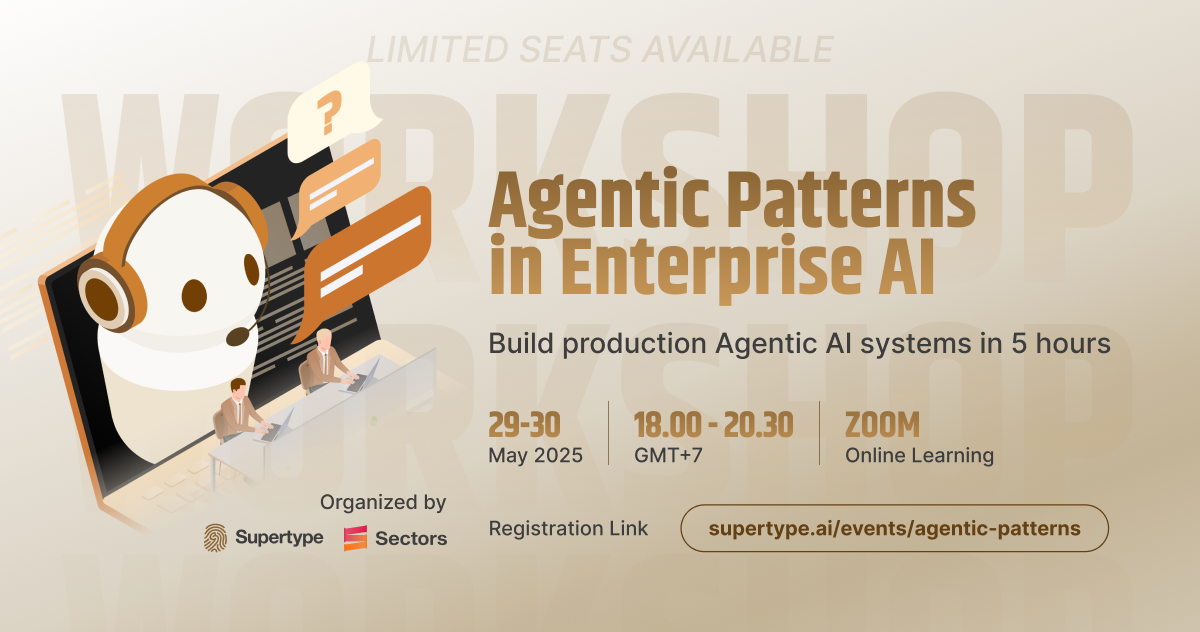 LIMITED SEATS AVAILABLE
WORKSHOP
?
Agentic Patterns
in Enterprise AI
WORKSHOP
Build production Agentic AI systems in 5 hours
29-30
May 2025
18.00 - 20.30
GMT+7
ZOOM
Online Learning
Organized by
Supertype
Sectors
Registration Link
supertype.ai/events/agentic-patterns
WORKSHOP